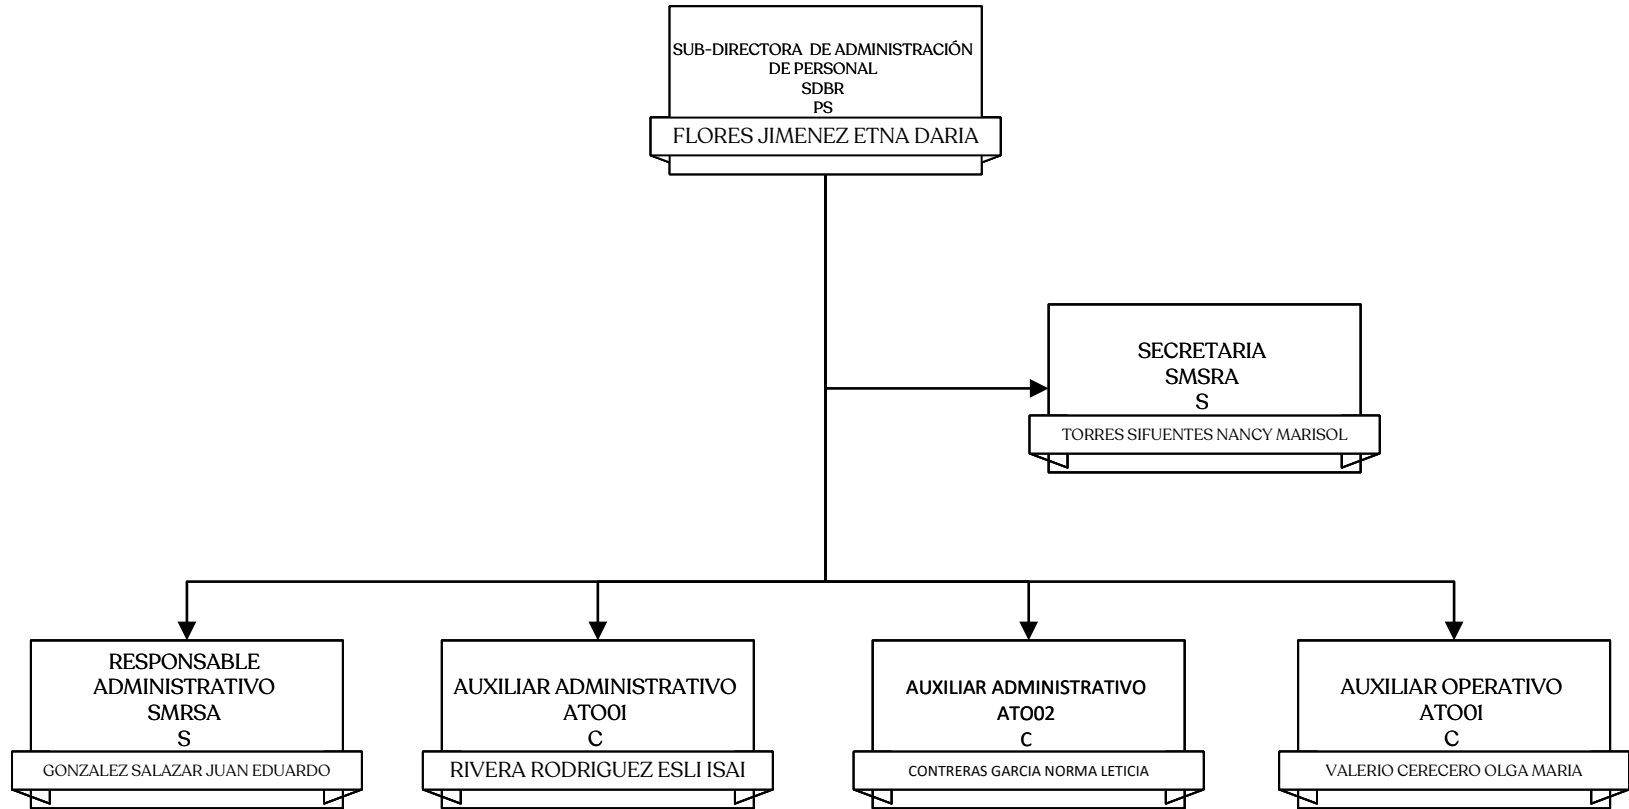 SUB-DIRECTORA DE ADMINISTRACIÓN
DE PERSONAL
SDBR
PS
FLORES JIMENEZ ETNA DARIA
SECRETARIA
SMSRA
S
TORRES SIFUENTES NANCY MARISOL
RESPONSABLE
ADMINISTRATIVO
SMRSA
S
GONZALEZ SALAZAR JUAN EDUARDO
AUXILIAR ADMINISTRATIVO
ATO01
C
RIVERA RODRIGUEZ ESLI ISAI
AUXILIAR ADMINISTRATIVO
ATO02
C
CONTRERAS GARCIA NORMA LETICIA
AUXILIAR OPERATIVO
ATO01
C
VALERIO CERECERO OLGA MARIA